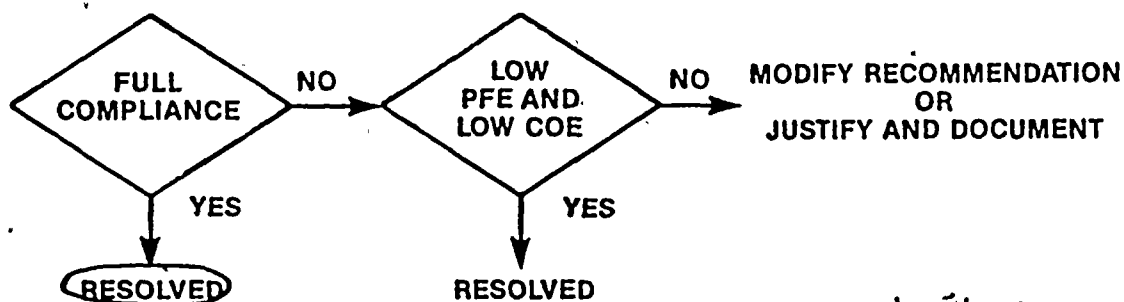 FULL
COMPLIANCE
NO
LOW
PFE AND
LOW COE
NO
MODIFY RECOMMENDATION
OR
JUSTIFY AND DOCUMENT
YES
YES
RESOLVED
RESOLVED